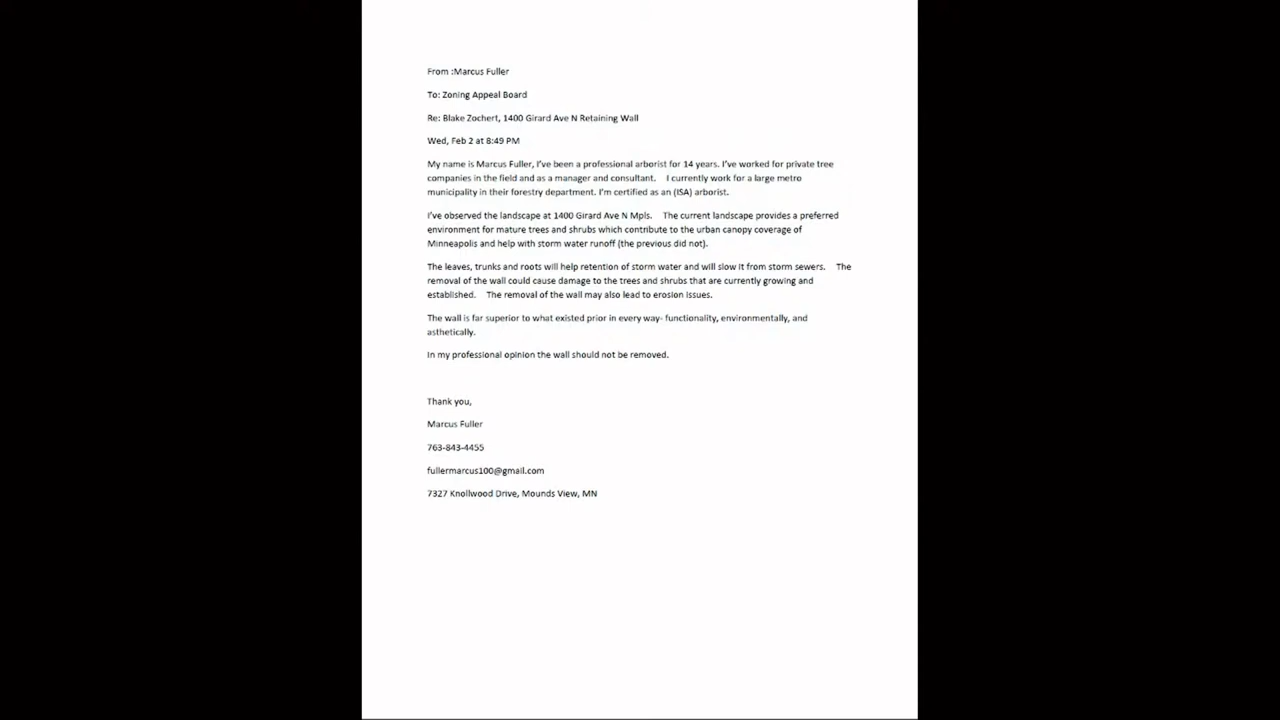 From :Marcus Fuller
To: Zoning Appeal Board
Re: Blake Zochert, 1400 Girard Ave N Retaining Wall
Wed, Feb 2 at 8:49 PM
My name is Marcus Fuller, I've been a professional arborist for 14 years. I've worked for private tree
companies in the field and as a manager and consultant.    I currently work for a large metro
municipality in their forestry department. I'm certified as an (ISA) arborist.
I've observed the landscape at 1400 Girard Ave N Mpls.    The current landscape provides a preferred
environment for mature trees and shrubs which contribute to the urban canopy coverage of
Minneapolis and help with storm water runoff (the previous did not).
The leaves, trunks and roots will help retention of storm water and will slow it from storm sewers.    The
removal of the wall could cause damage to the trees and shrubs that are currently growing and
established.    The removal of the wall may also lead to erosion issues.
The wall is far superior to what existed prior in every way- functionality, environmentally, and
asthetically.
In my professional opinion the wall should not be removed.
Thank you,
Marcus Fuller
763-843-4455
fullermarcus100@gmail.com
7327 Knollwood Drive, Mounds View, MN